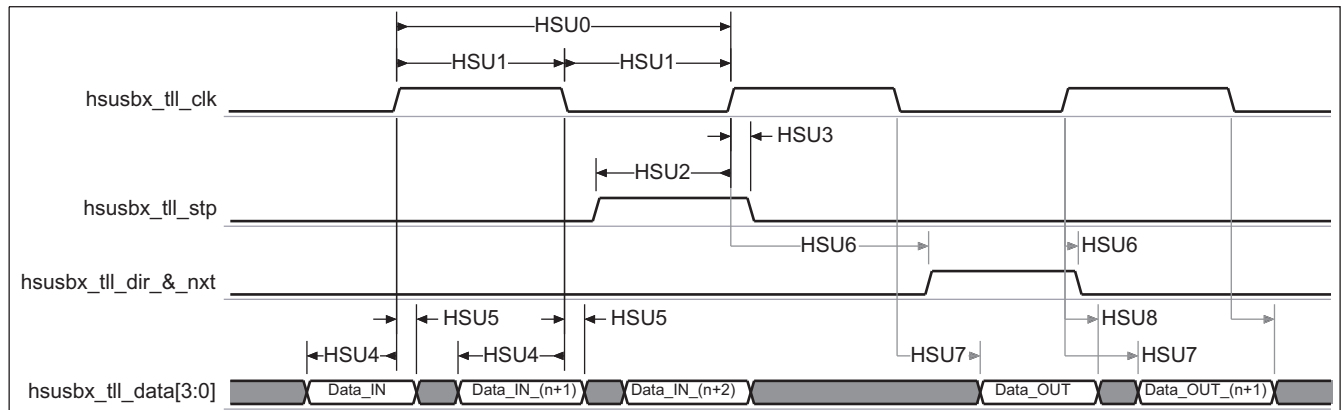 HSU0
HSU1 HSU1
hsusbx_tll_clk
HSU3
HSU2
hsusbx_tll_stp
HSU6 HSU6
hsusbx_tll_dir_&_nxt
HSU5 HSU5 HSU8
HSU4 HSU4 HSU7 HSU7
hsusbx_tll_data[3:0] Data_IN Data_IN_(n+1) Data_IN_(n+2) Data_OUT Data_OUT_(n+1)